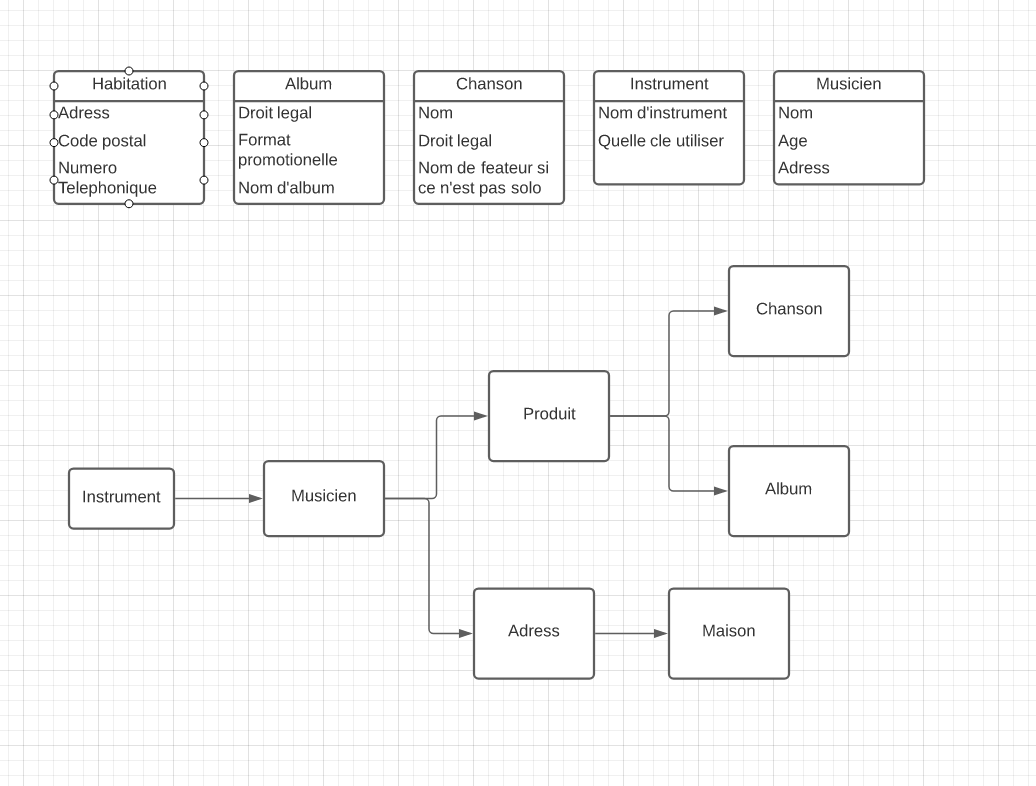 Habitation
Adress
Code postal
Numero
Telephonique
Album
Droit legal
Format
promotionelle
Nom d'album
Chanson
Nom
Droit legal
Nom de feateur si
ce n'est pas solo
Instrument
Nom d'instrument
Quelle cle utiliser
Musicien
Nom
Age
Adress
Chanson
Produit
Album
Instrument
Musicien
Adress
Maison